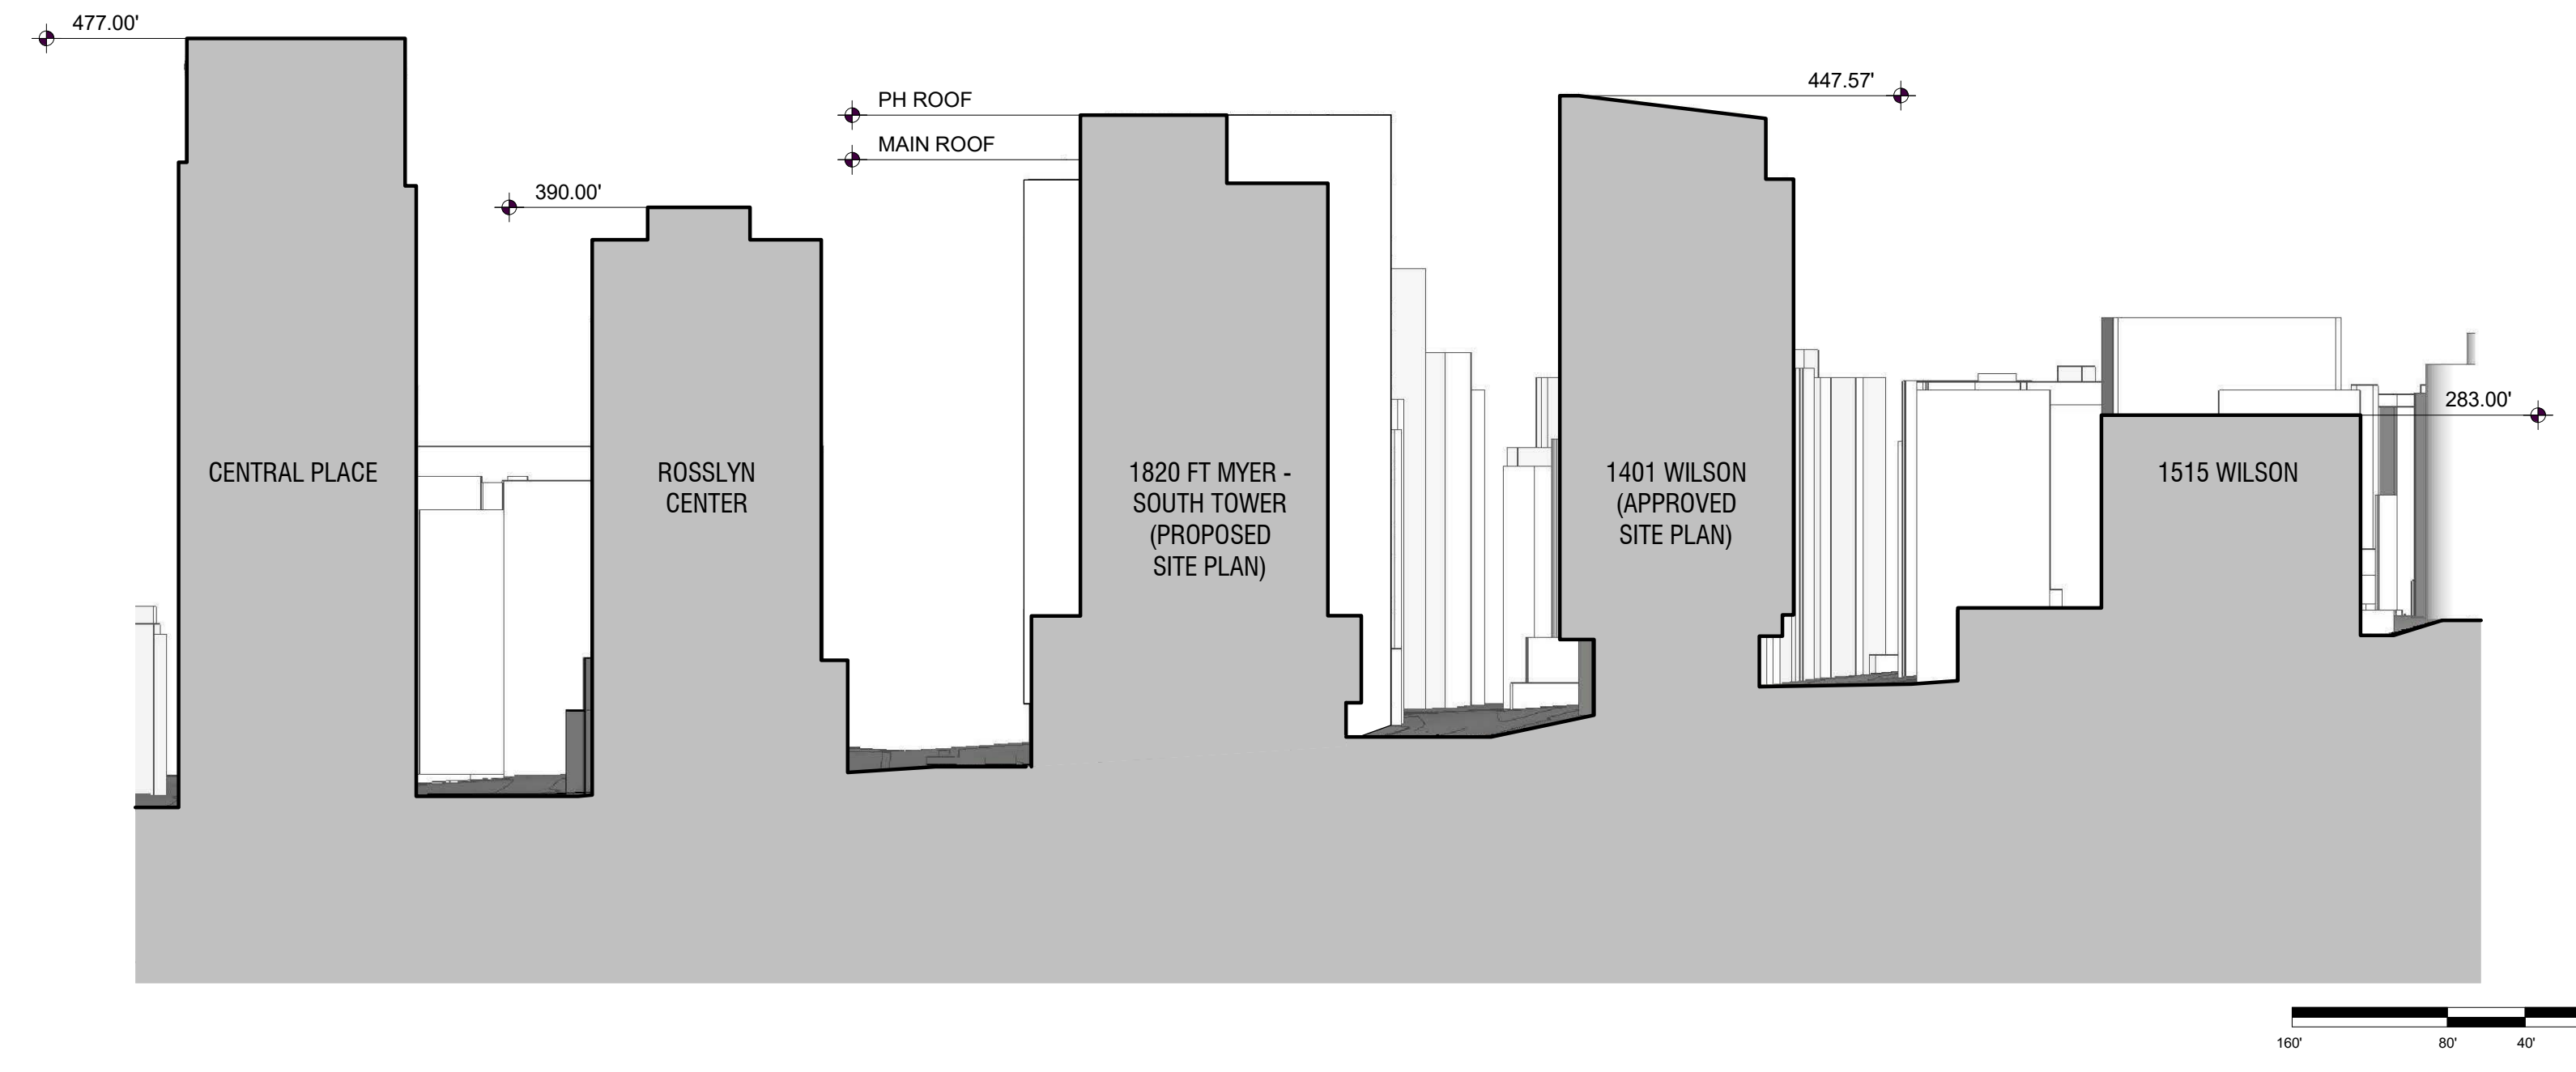 477.00'
447.57'
PH ROOF
MAIN ROOF
390.00'
283.00'
CENTRAL PLACE
ROSSLYN
CENTER
1820 FT MYER -
SOUTH TOWER
(PROPOSED
SITE PLAN)
1401 WILSON
(APPROVED
SITE PLAN)
1515 WILSON
160'
80'
40'